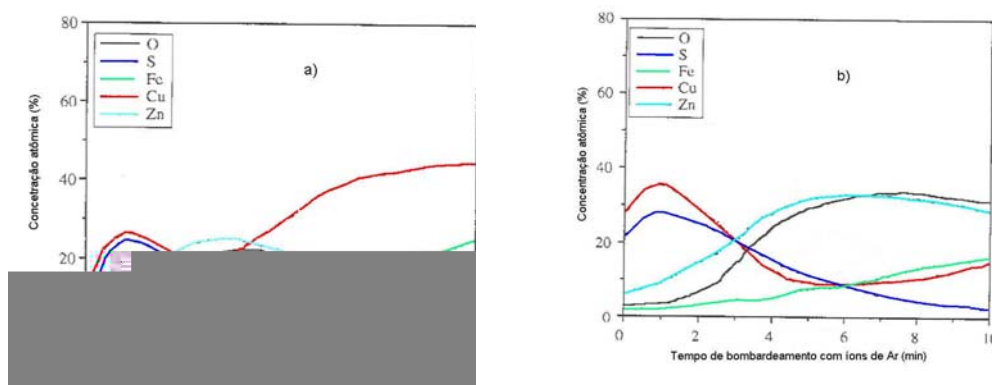 80
60
40
20
Concetração atômica (%)
O
S
Fe
Cu
Zn
a)
80
60
40
20
0
Concentração atômica (%)
O
S
Fe
Cu
Zn
b)
0 2 4 6 8 10
Tempo de bombardeamento com íons de Ar (min)